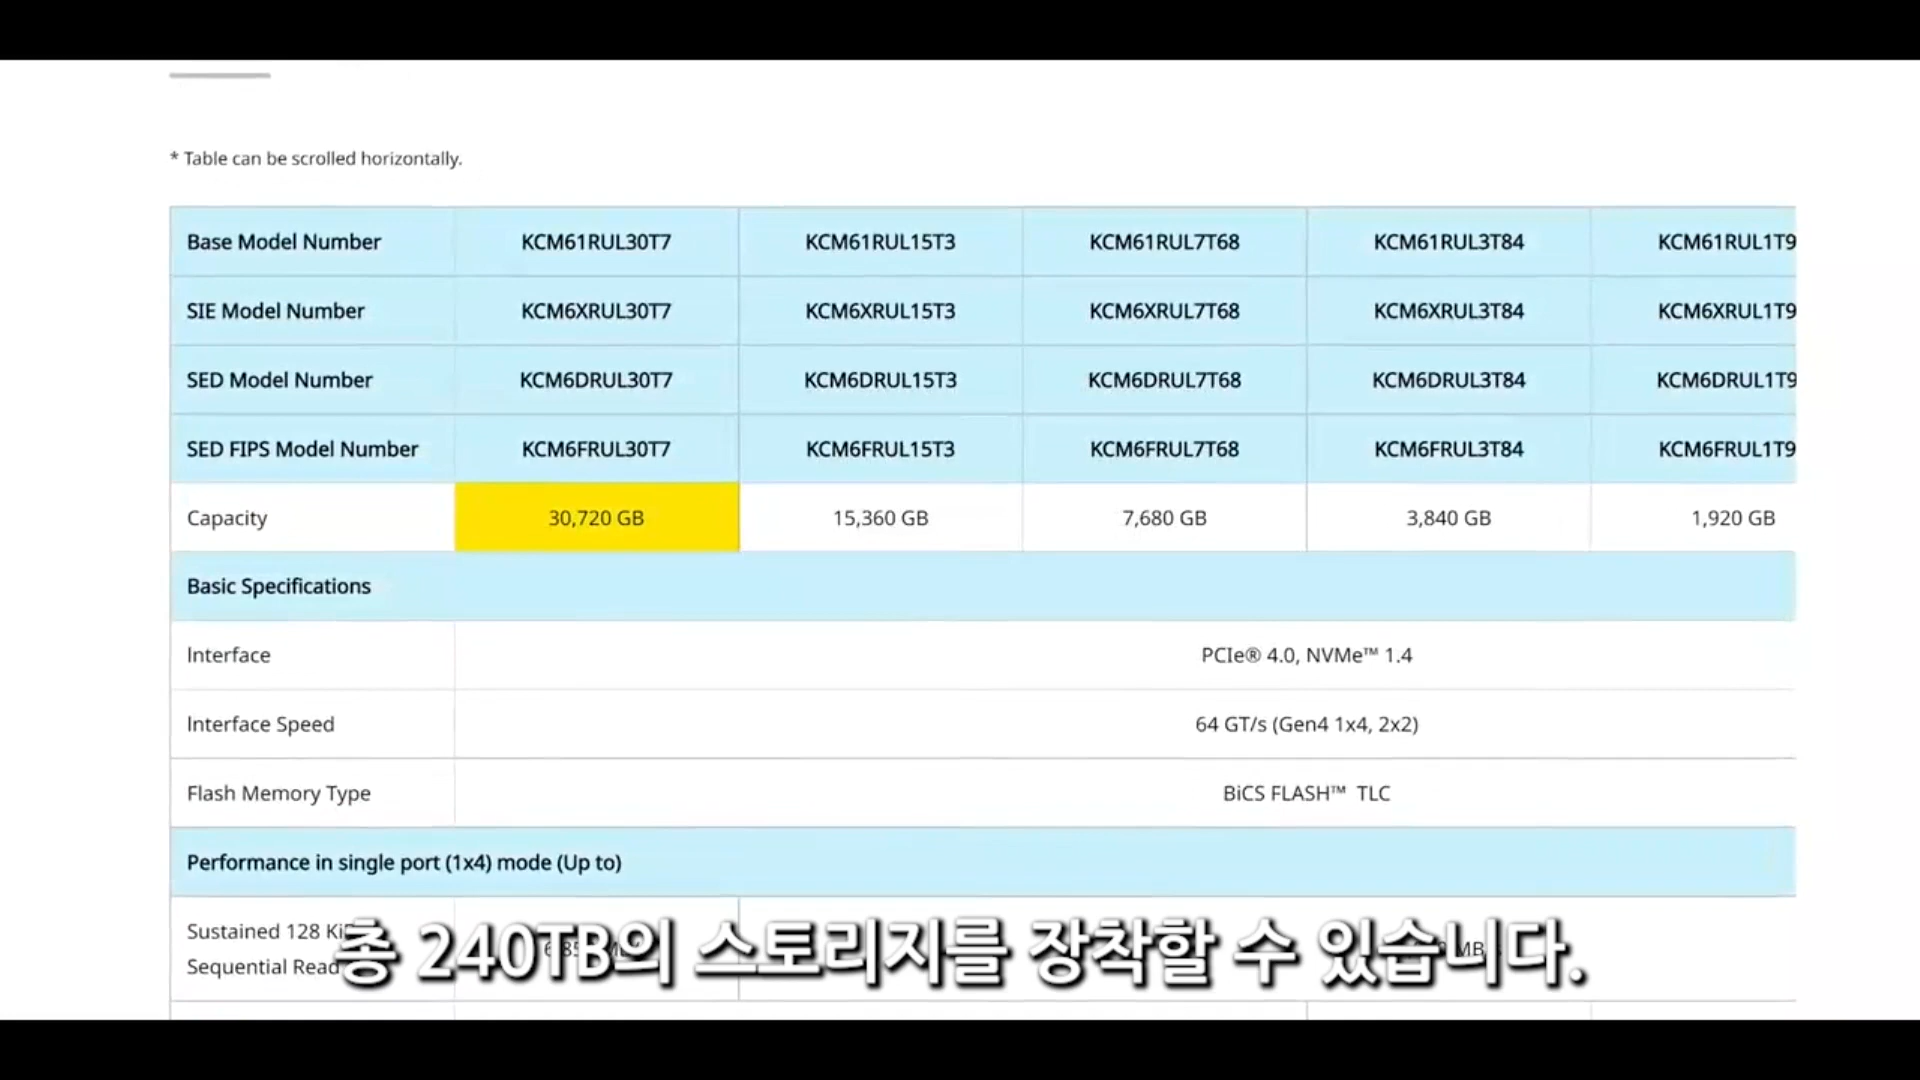 * Table can be scrolled horizontally.
Base Model Number KCM61RUL30T7 KCM61RUL15T3 KCM61RUL7T68 KCM61RUL3T84 KCM61RUL1T9
SIE Model Number KCM6XRUL30T7 KCM6XRUL15T3 KCM6XRUL7T68 KCM6XRUL3T84 KCM6XRUL1T9
SED Model Number KCM6DRUL30T7 KCM6DRUL15T3 KCM6DRUL7T68 KCM6DRUL3T84 KCM6DRUL1T9
SED FIPS Model Number KCM6FRUL30T7 KCM6FRUL15T3 KCM6FRUL7T68 KCM6FRUL3T84 KCM6FRUL1T9
Capacity 30,720 GB 15,360 GB 7,680 GB 3,840 GB 1,920 GB
Basic Specifications
Interface PCIe® 4.0, NVMe™ 1.4
Interface Speed 64 GT/s (Gen4 1x4, 2x2)
Flash Memory Type BiCS FLASH™ TLC
Performance in single port (1x4) mode (Up to)
Sustained 128
Sequential Read
총 240TB의 스토리지를 장착할 수 있습니다.